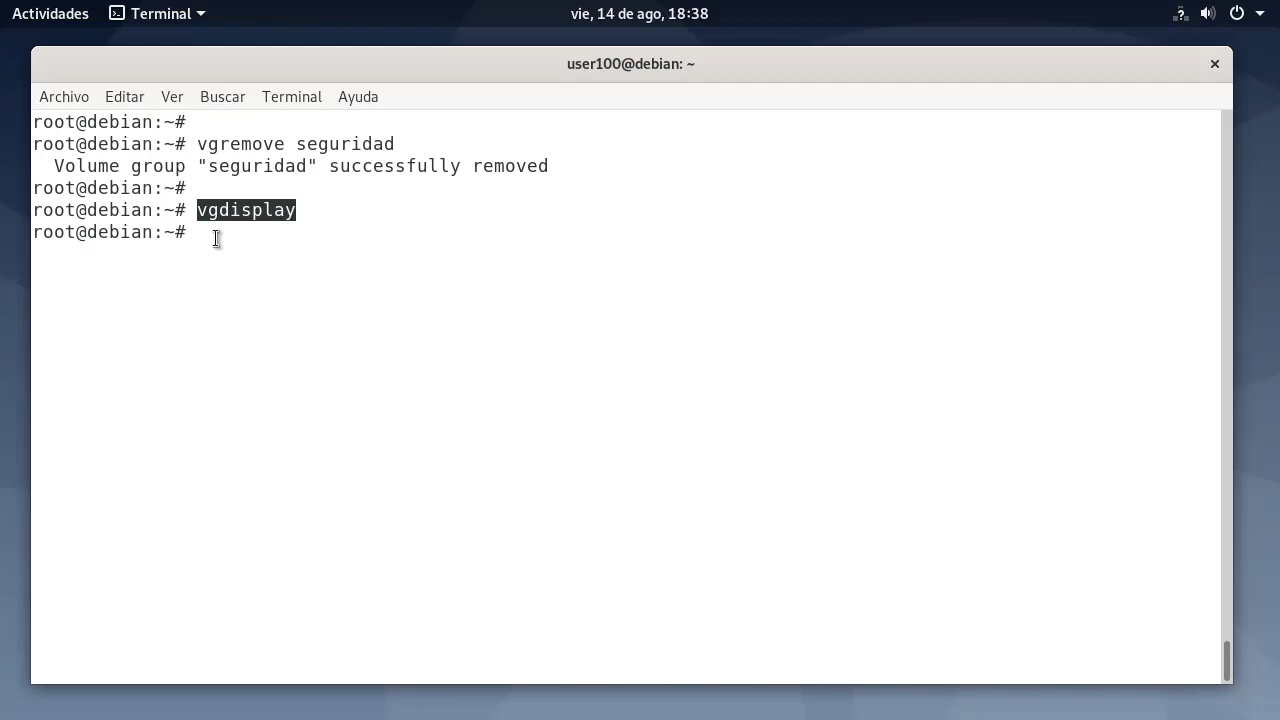 Actividades Terminal vie, 14 de ago, 18:38 ?
user100@debian: ~ ×
Archivo Editar Ver Buscar Terminal Ayuda
root@debian:~#
root@debian:~# vgremove seguridad
Volume group "seguridad" successfully removed
root@debian:~#
root@debian:~# vgdisplay
root@debian:~#